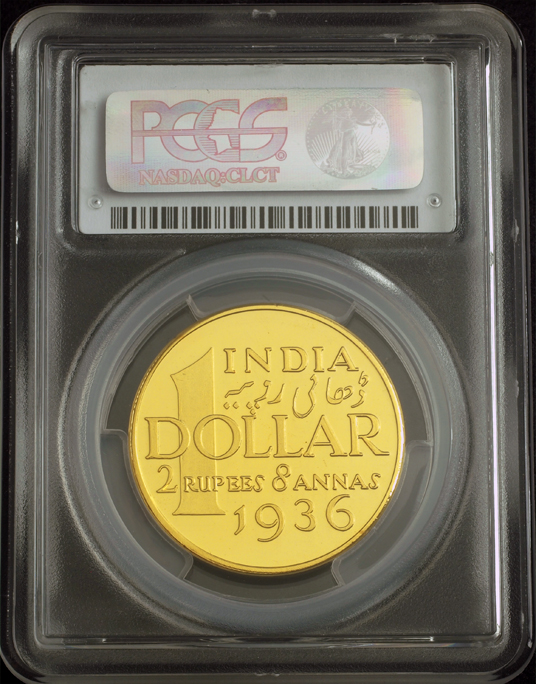 PCGS
NASDAQ:CLCT
INDIA
ڈھائی روپیہ
1 DOLLAR
2 RUPEES 8 ANNAS
1936